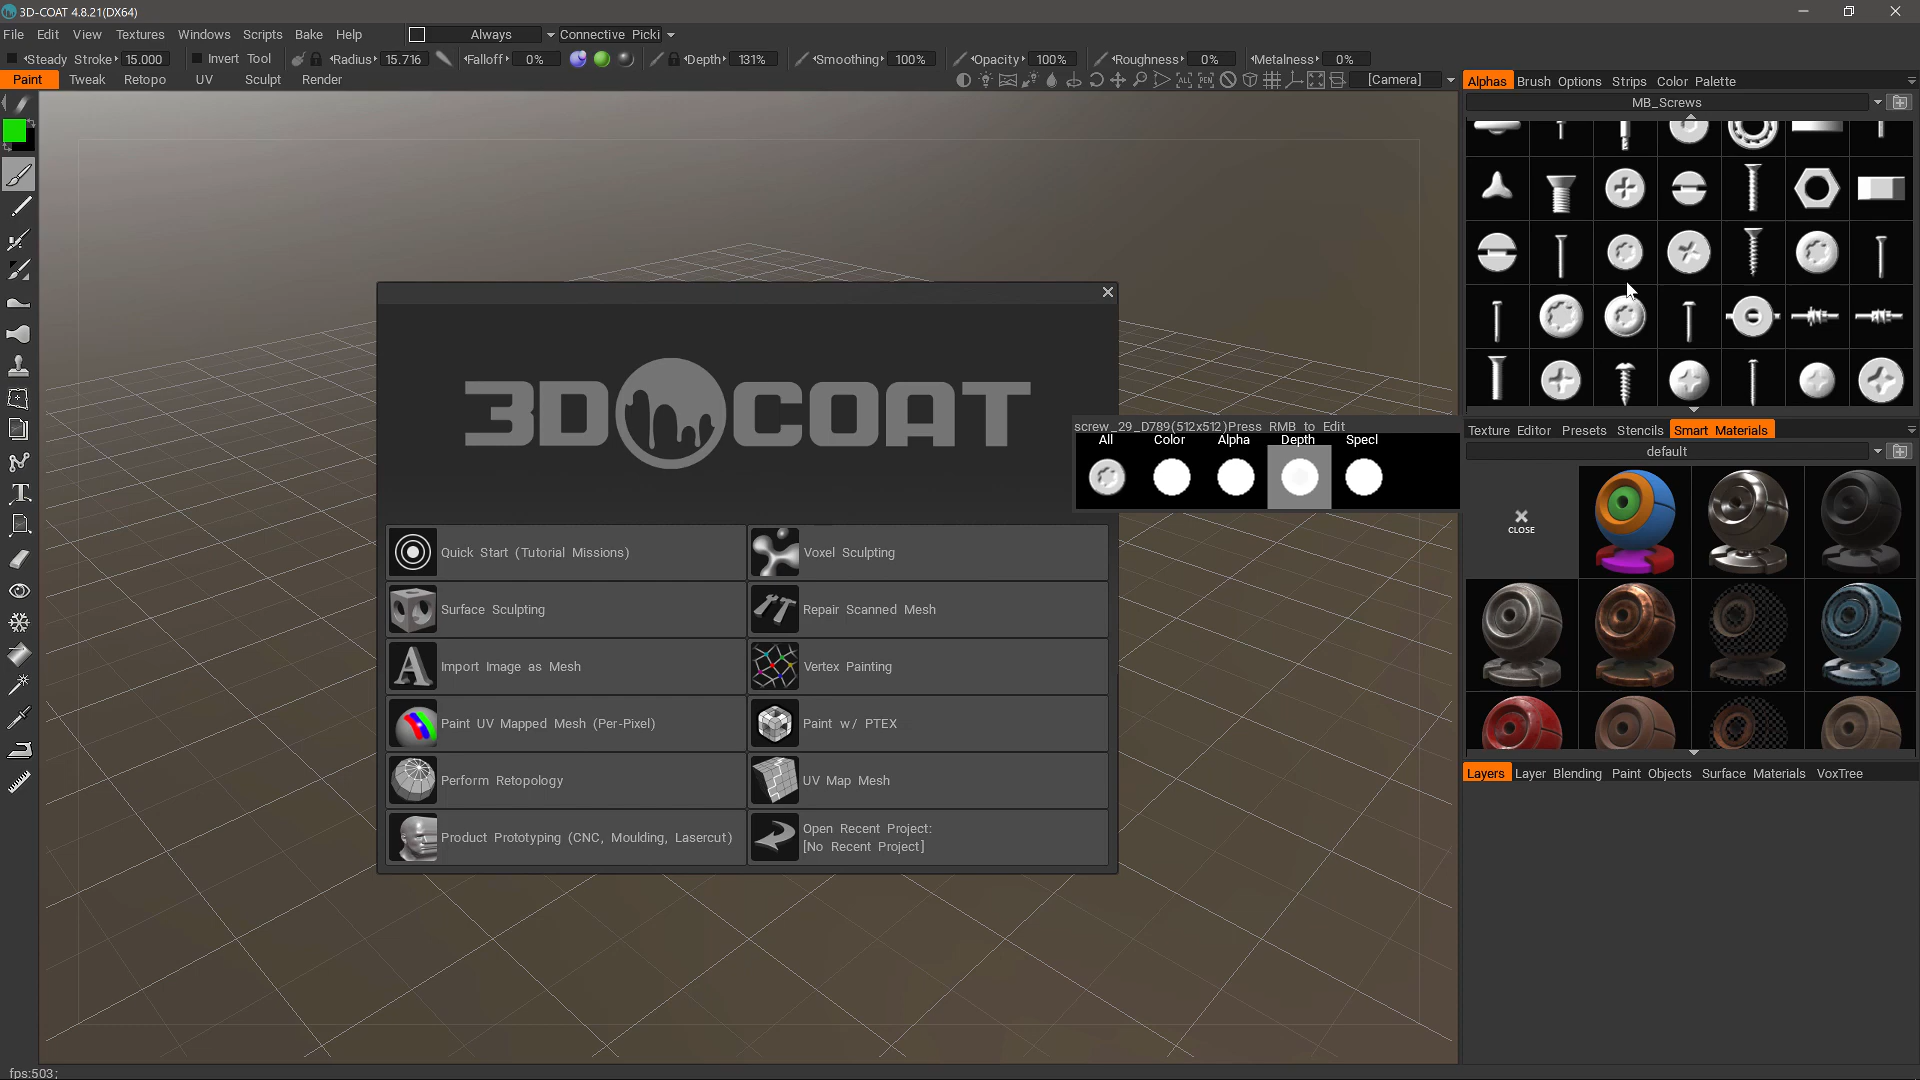 3D-COAT 4.8.21(DX64)
File Edit View Textures Windows Scripts Bake Help Always Connective Picki
Steady Stroke 15.000 Invert Tool Radius 15.716 Falloff 0% Depth 131% Smoothing 100% Opacity 100% Roughness 0% Metalness 0%
Paint Tweak Retopo UV Sculpt Render [Camera]
Alphas Brush Options Strips Color Palette
MB_Screws
3D COAT
screw_29_D789(512x512)Press RMB to Edit
All Color Alpha Depth Specl
Texture Editor Presets Stencils Smart Materials
default
CLOSE
Quick Start (Tutorial Missions)
Voxel Sculpting
Surface Sculpting
Repair Scanned Mesh
Import Image as Mesh
Vertex Painting
Paint UV Mapped Mesh (Per-Pixel)
Paint w/ PTEX
Perform Retopology
UV Map Mesh
Product Prototyping (CNC, Moulding, Lasercut)
Open Recent Project:
[No Recent Project]
Layers Layer Blending Paint Objects Surface Materials VoxTree
fps:503;